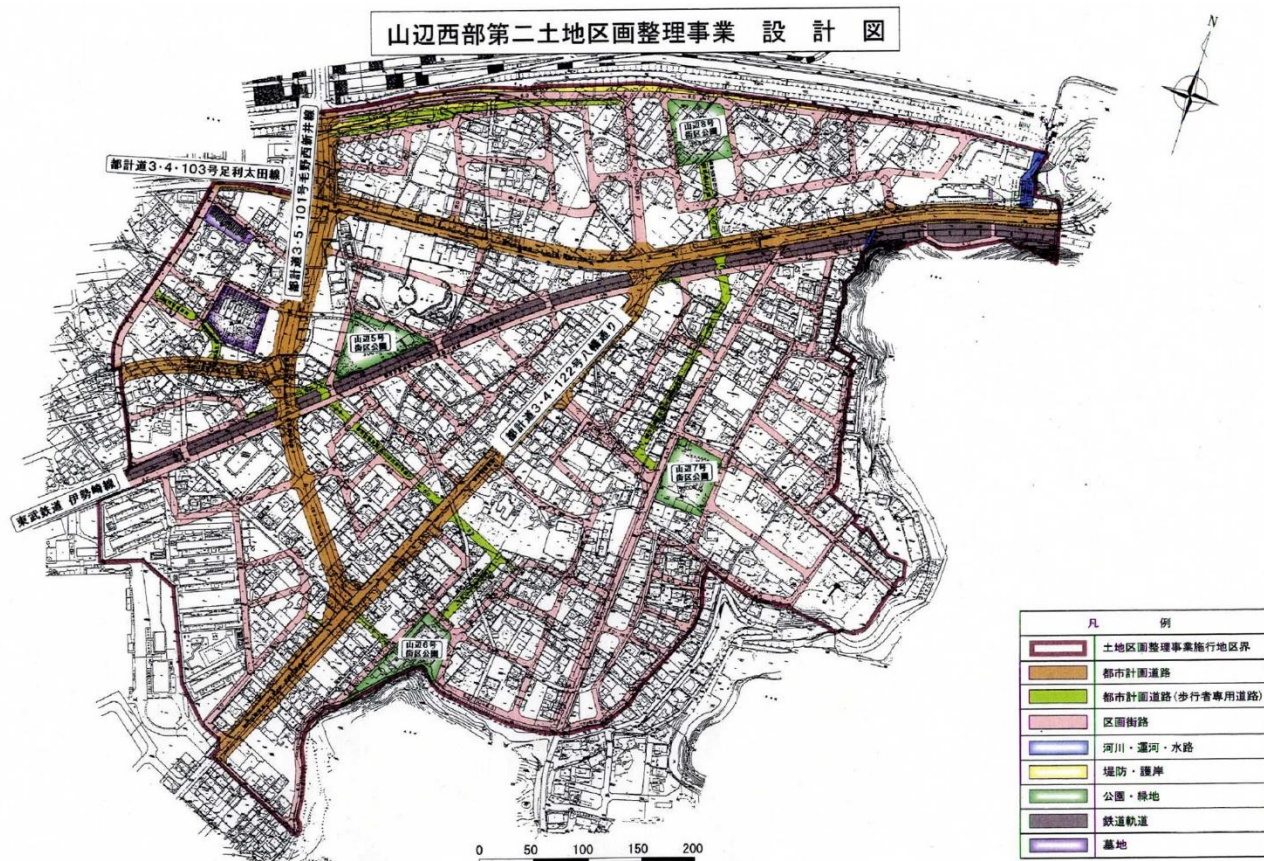 山辺西部第二土地区画整理事業 設 計 図
N
都計道3・4・103号足利太田線
都計道3・5・101号毛野西新井線
山辺8号
街区公園
山辺5号
街区公園
都計道3・4・122号八幡通り
山辺7号
街区公園
東武鉄道 伊勢崎線
山辺6号
街区公園
凡 例
土地区画整理事業施行地区界
都市計画道路
都市計画道路(歩行者専用道路)
区画街路
河川・運河・水路
堤防・護岸
公園・緑地
鉄道軌道
墓地
0 50 100 150 200